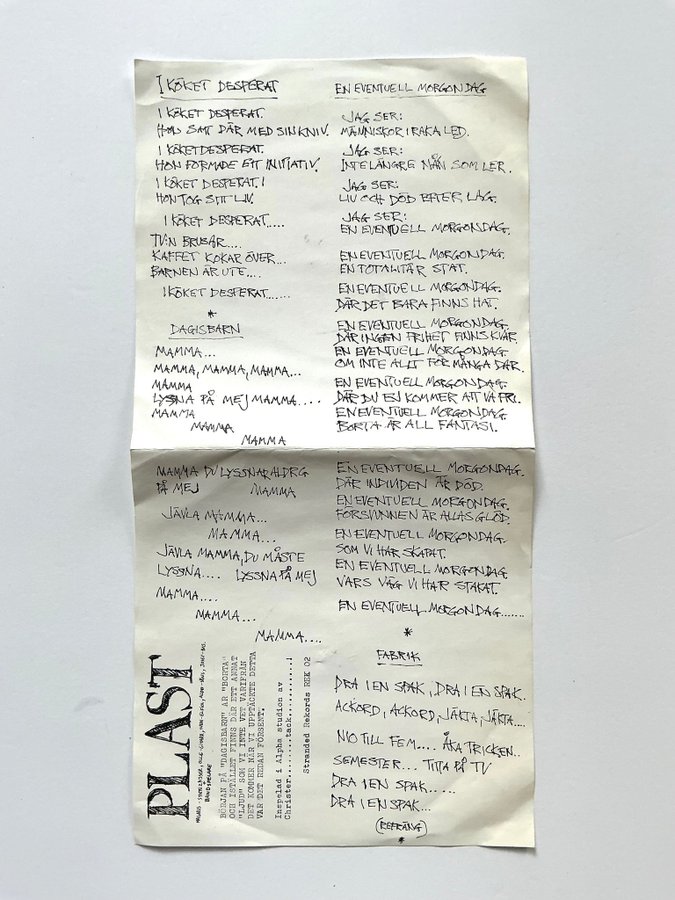 I KÖKET DESPERAT
I KÖKET DESPERAT.
HON SATT DÄR MED SIN KNIV.
I KÖKET DESPERAT.
HON FORMADE ETT INITIATIV.
I KÖKET DESPERAT. I
HON TOG SITT LIV.
I KÖKET DESPERAT.....
TV:N BRUSAR....
KAFFET KOKAR ÖVER...
BARNEN ÄR UTE....
I KÖKET DESPERAT......
*
DAGISBARN
MAMMA...
MAMMA, MAMMA, MAMMA...
MAMMA
LYSSNA PÅ MEJ MAMMA.....
MAMMA
MAMMA
MAMMA
MAMMA DU LYSSNAR ALDRG
PÅ MEJ MAMMA
JÄVLA MAMMA...
MAMMA...
JÄVLA MAMMA, DU MÅSTE
LYSSNA.... LYSSNA PÅ MEJ
MAMMA....
MAMMA...
MAMMA....
EN EVENTUELL MORGONDAG
JAG SER:
MÄNNISKOR I RAKA LED.
JAG SER:
INTE LÄNGRE NÅN SOM LER.
JAG SER:
LIV OCH DÖD EFTER LAG.
JAG SER:
EN EVENTUELL MORGONDAG.
EN EVENTUELL MORGONDAG.
EN TOTALITÄR STAT.
EN EVENTUELL MORGONDAG.
DÄR DET BARA FINNS HAT.
EN EVENTUELL MORGONDAG.
DÄR INGEN FRIHET FINNS KVAR.
EN EVENTUELL MORGONDAG.
OM INTE ALLT FÖR MÅNGA DAR.
EN EVENTUELL MORGONDAG.
DÄR DU EJ KOMMER ATT VA FRI.
EN EVENTUELL MORGONDAG
BORTA ÄR ALL FANTASI.
EN EVENTUELL MORGONDAG.
DÄR INDIVIDEN ÄR DÖD.
EN EVENTUELL MORGONDAG.
FÖRSVUNNEN ÄR ALLAS GLÖD.
EN EVENTUELL MORGONDAG.
SOM VI HAR SKAPAT.
EN EVENTUELL MORGONDAG
VARS VÄG VI HAR STAKAT.
EN EVENTUELL MORGONDAG.......
*
FABRIK
DRA I EN SPAK, DRA I EN SPAK.
ACKORD, ACKORD, JÄKTA, JÄKTA....
NIO TILL FEM.... ÅKA TRICKEN...
SEMESTER... TITTA PÅ TV
DRA I EN SPAK.....
DRA I EN SPAK...
(REFRÄNG)
*
PLAST
BÖRJAN PÅ "DAGISBARN" ÄR "BORTA"
OCH ISTÄLLET FINNS DÄR ETT ANNAT
"LJUD" SOM VI INTE VET VARIFRÅN
DET KOMMER NÄR VI UPPTÄCKTE DETTA
VAR DET REDAN FÖRSENT.
Inspelad i Alpha studion av
Christer........tack...........!
Stranded Rekords REK 02